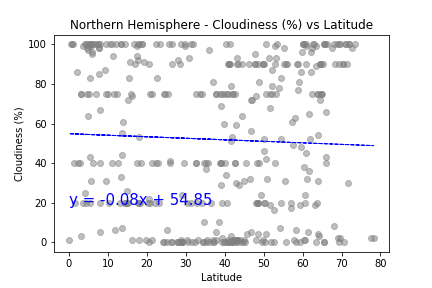 Northern Hemisphere - Cloudiness (%) vs Latitude
100
80
60
40
20
0
Cloudiness (%)
y = -0.08x + 54.85
0 10 20 30 40 50 60 70 80
Latitude